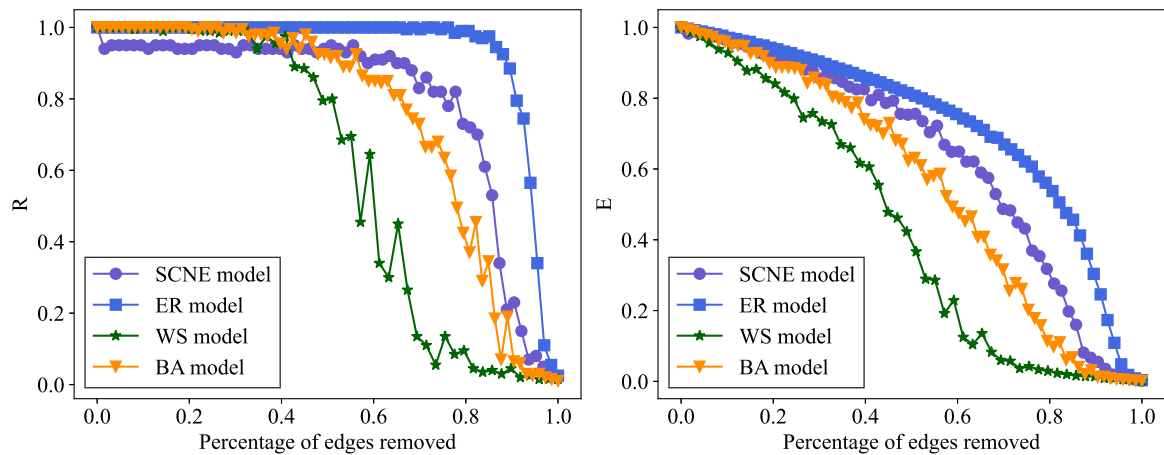 R
1.0
0.8
0.6
0.4
0.2
0.0
SCNE model
ER model
WS model
BA model
0.0 0.2 0.4 0.6 0.8 1.0
Percentage of edges removed
E
1.0
0.8
0.6
0.4
0.2
0.0
SCNE model
ER model
WS model
BA model
0.0 0.2 0.4 0.6 0.8 1.0
Percentage of edges removed